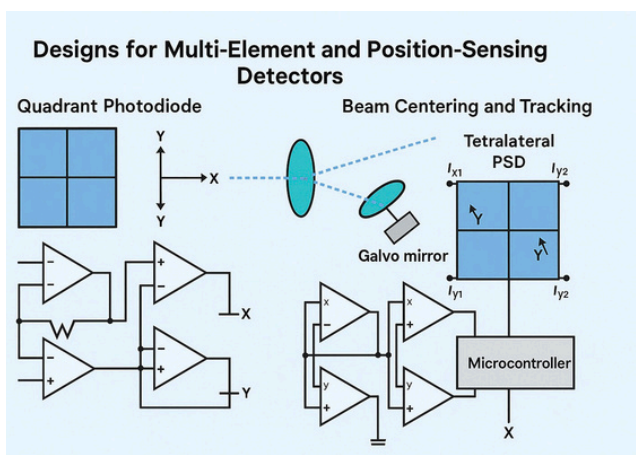 Designs for Multi-Element and Position-Sensing
Detectors
Quadrant Photodiode
Beam Centering and Tracking
Y
X
Y
Tetralateral
PSD
Ix1
Iy2
Y
Y
Galvo mirror
Iy1
Iy2
− + −
− X
x x
− +
Microcontroller
− −
+ + Y
y y
+ +
X